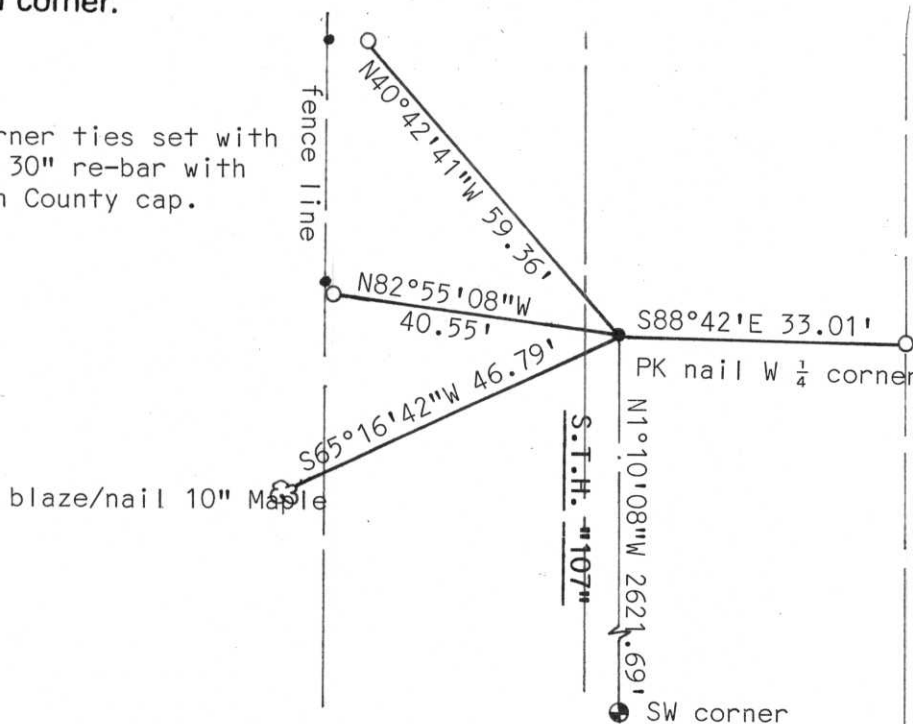 corner.
fence line
N40°42'41"W 59.36'
ties set with
30" re-bar with
County cap.
N82°55'08"W
40.55'
S88°42'E 33.01'
PK nail W ¼ corner
S65°16'42"W 46.79'
N1°10'08"W 2621.69'
S.T.H. "107"
blaze/nail 10" Maple
SW corner